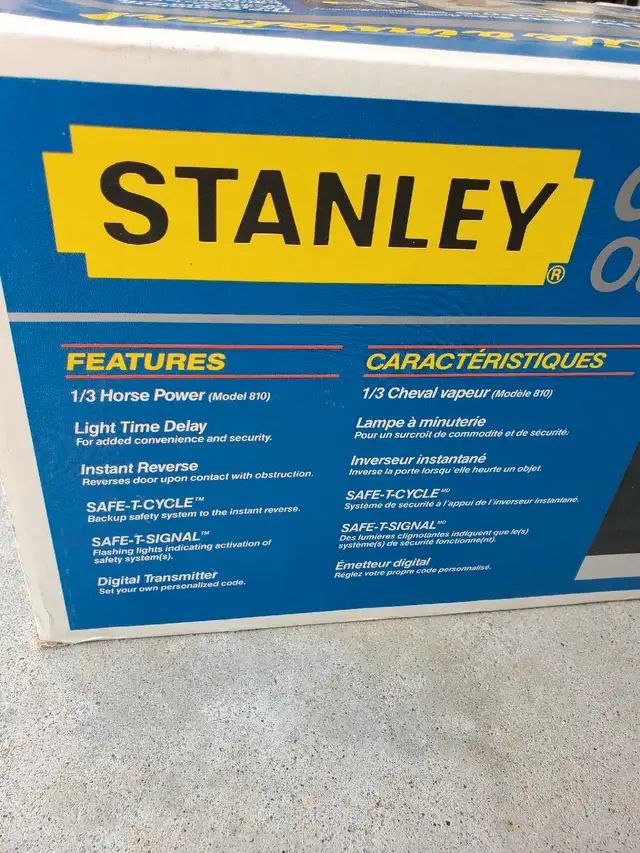 STANLEY®
FEATURES
1/3 Horse Power (Model 810)
Light Time Delay
For added convenience and security.
Instant Reverse
Reverses door upon contact with obstruction.
SAFE-T-CYCLE™
Backup safety system to the instant reverse.
SAFE-T-SIGNAL™
Flashing lights indicating activation of
safety system(s).
Digital Transmitter
Set your own personalized code.
CARACTÉRISTIQUES
1/3 Cheval vapeur (Modèle 810)
Lampe à minuterie
Pour un surcroit de commodité et de sécurité.
Inverseur instantané
Inverse la porte lorsqu'elle heurte un objet.
SAFE-T-CYCLE MD
Système de sécurité à l'appui de l'inverseur instantané.
SAFE-T-SIGNAL MD
Des lumières clignotantes indiquent que le(s)
système(s) de sécurité fonctionne(nt).
Émetteur digital
Réglez votre propre code personnalisé.